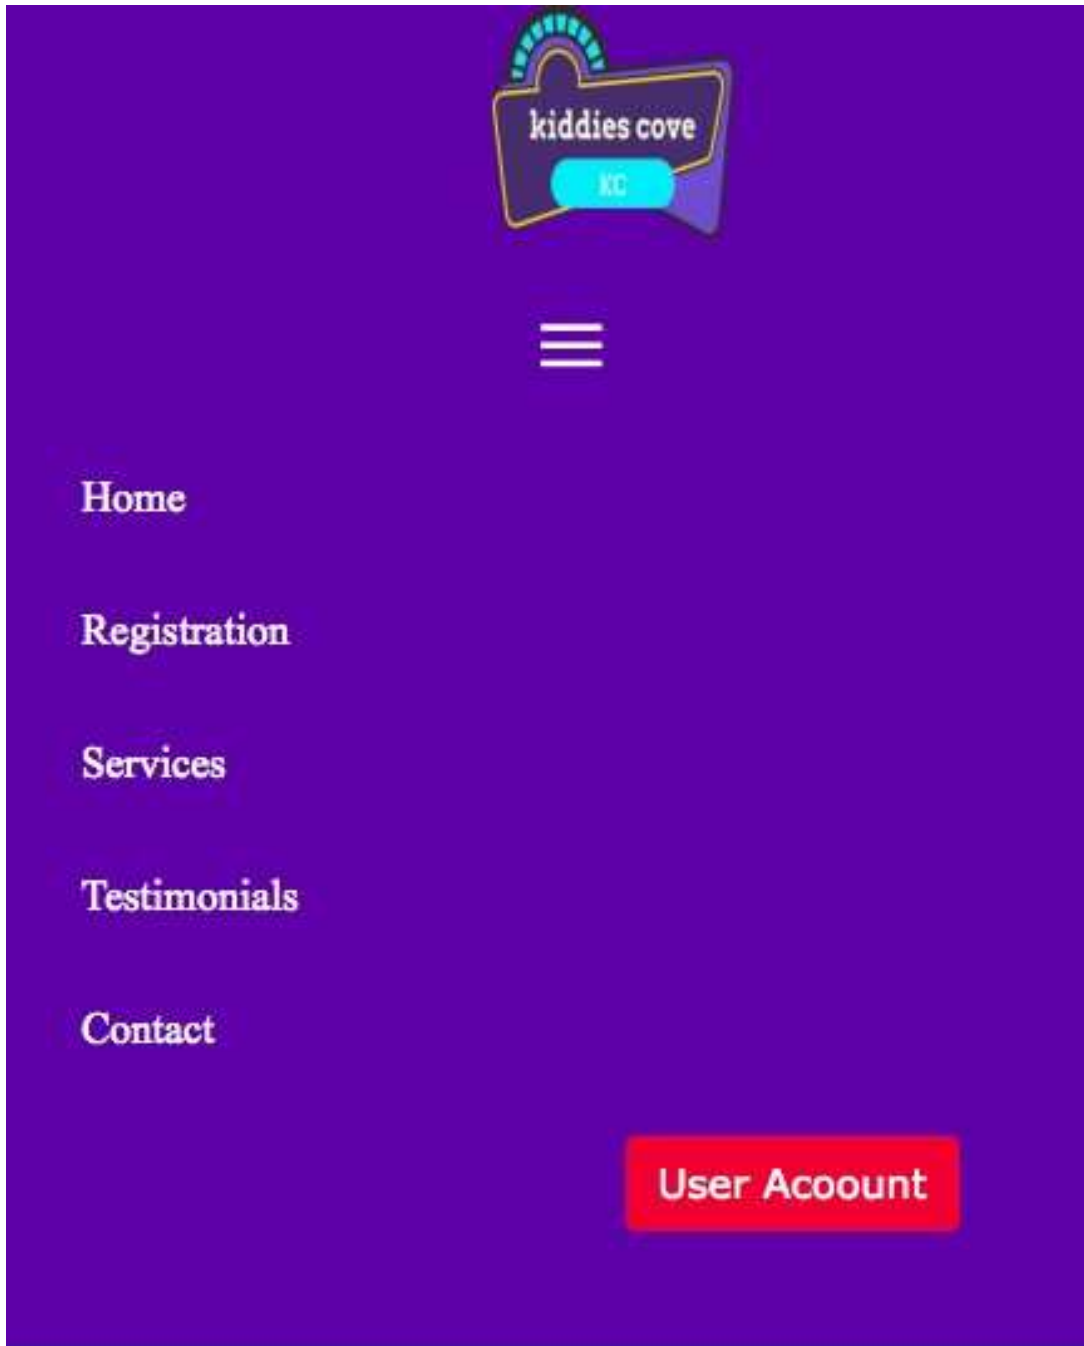 kiddies cove
KC
Home
Registration
Services
Testimonials
Contact
User Acoount